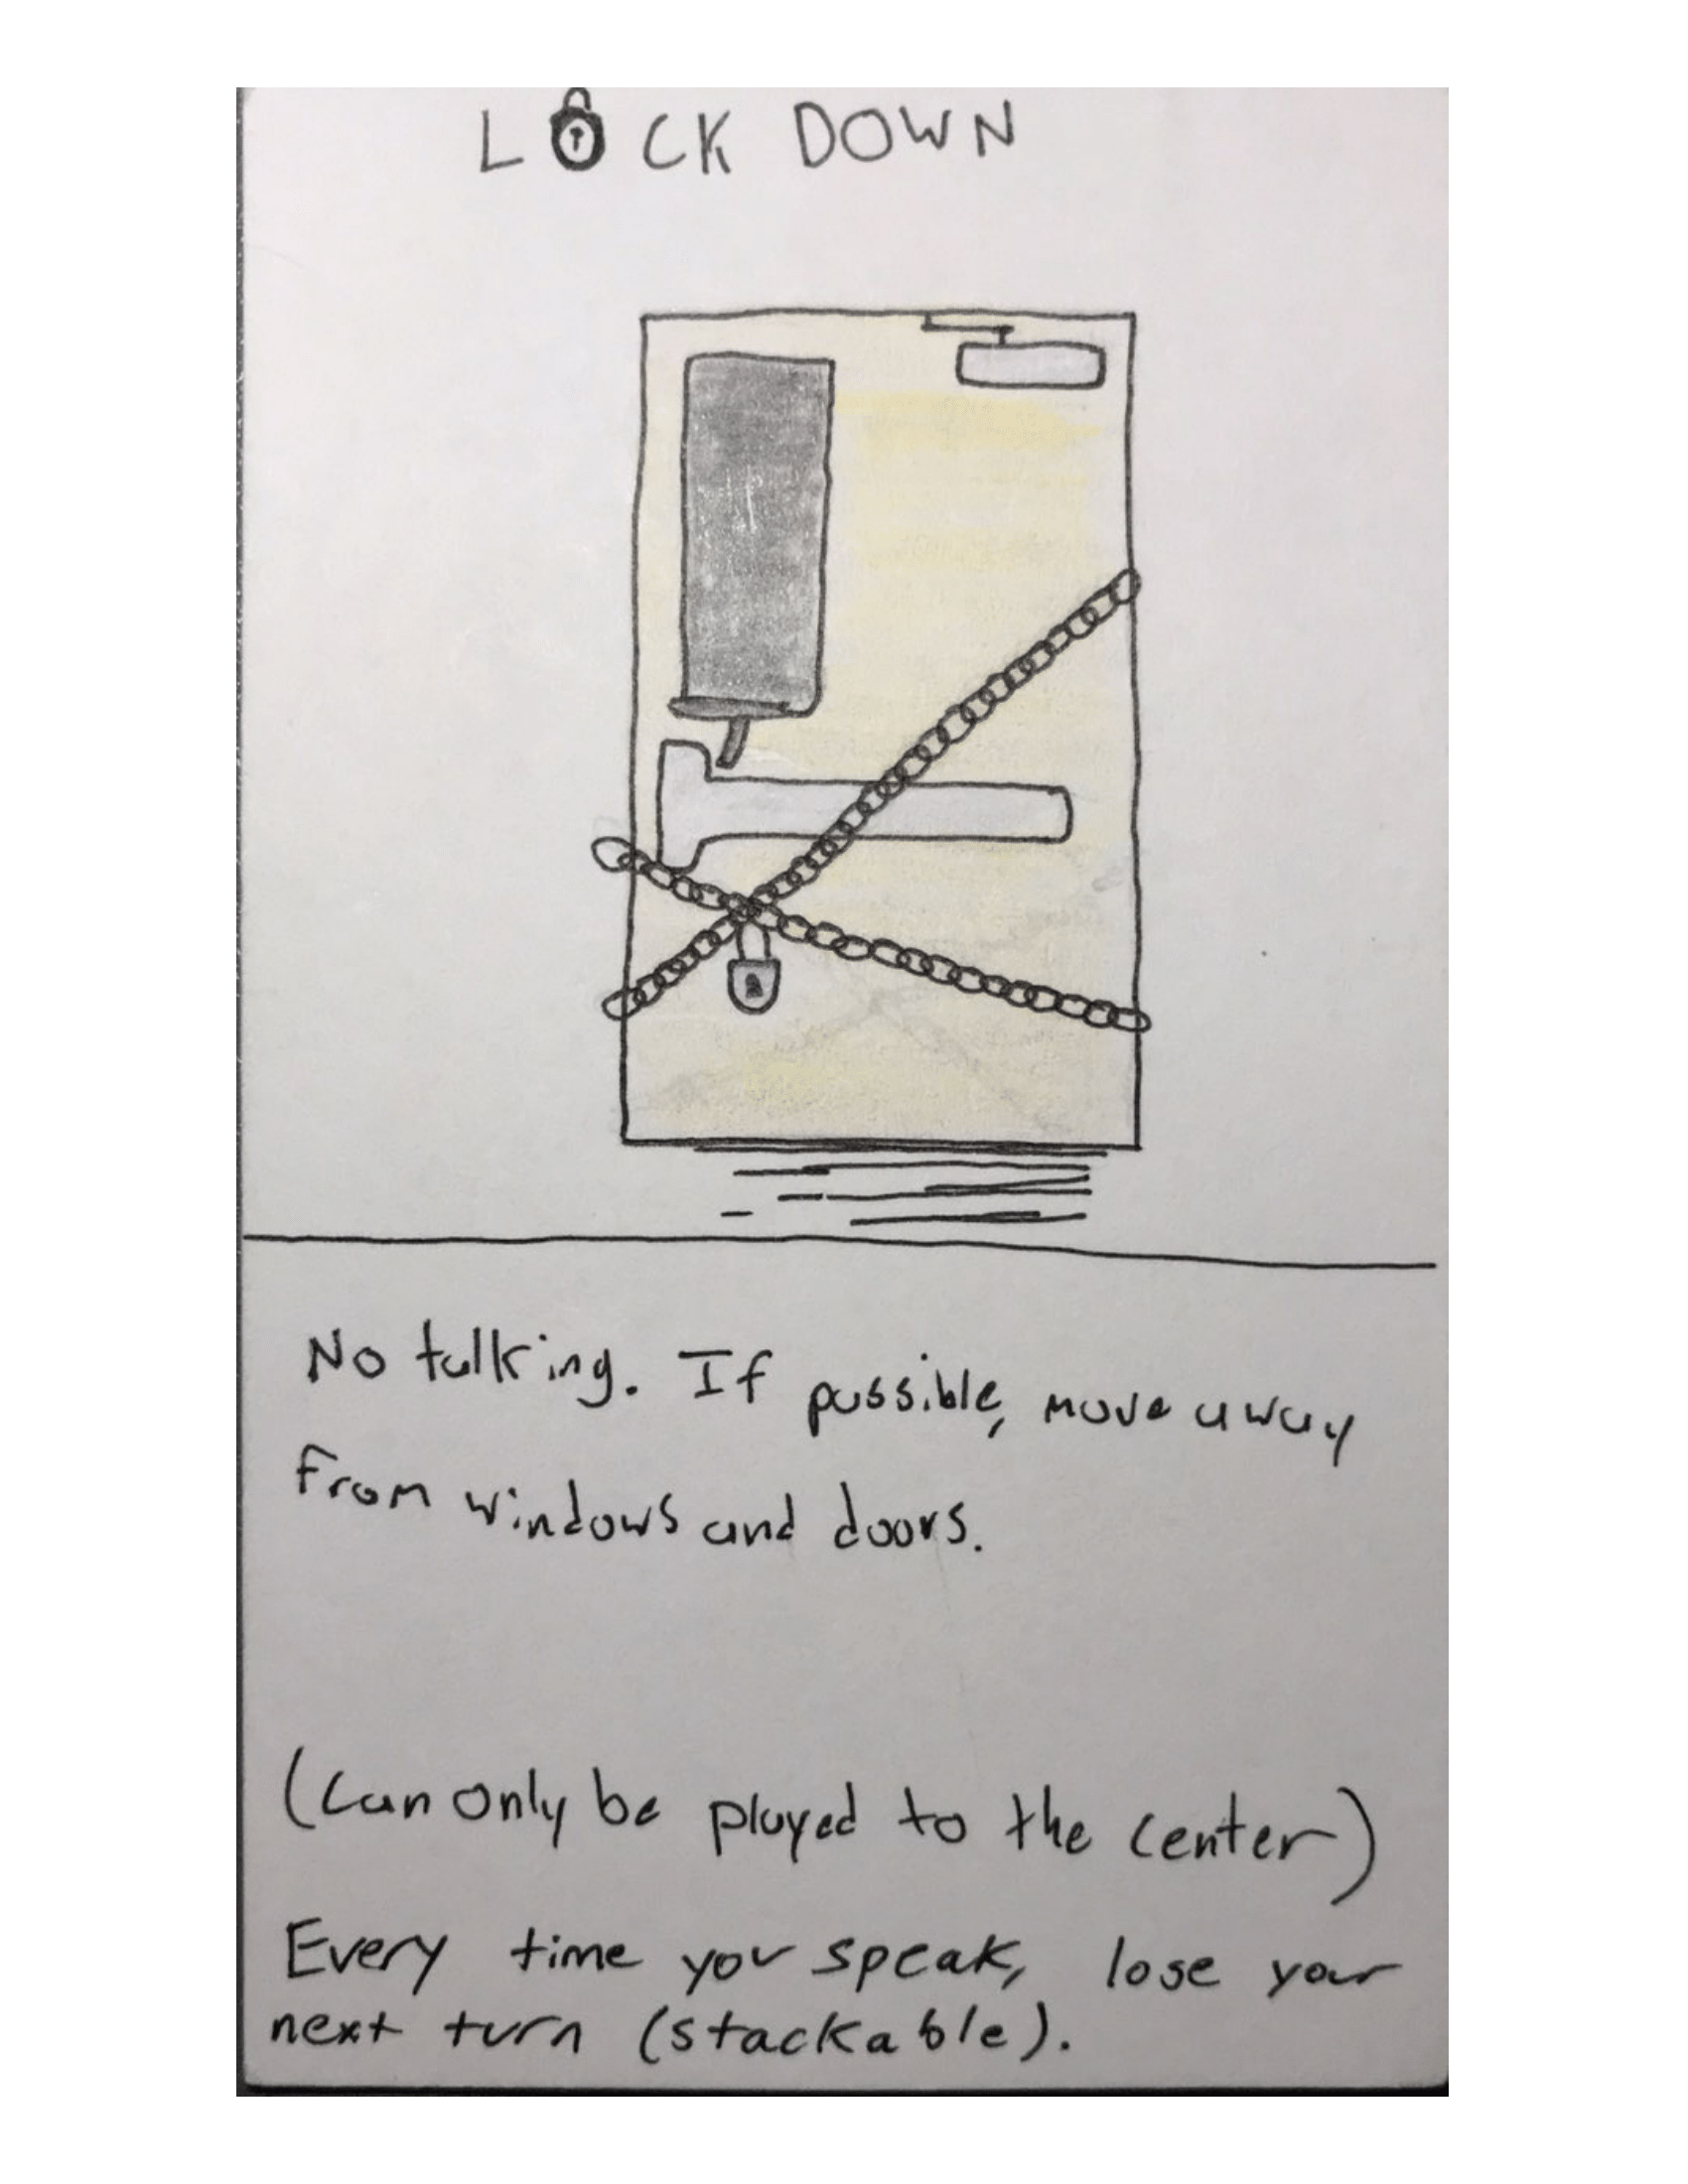 LOCK DOWN
No talking. If possible, move away
from windows and doors.
(Can only be played to the center)
Every time you speak, lose your
next turn (stackable).